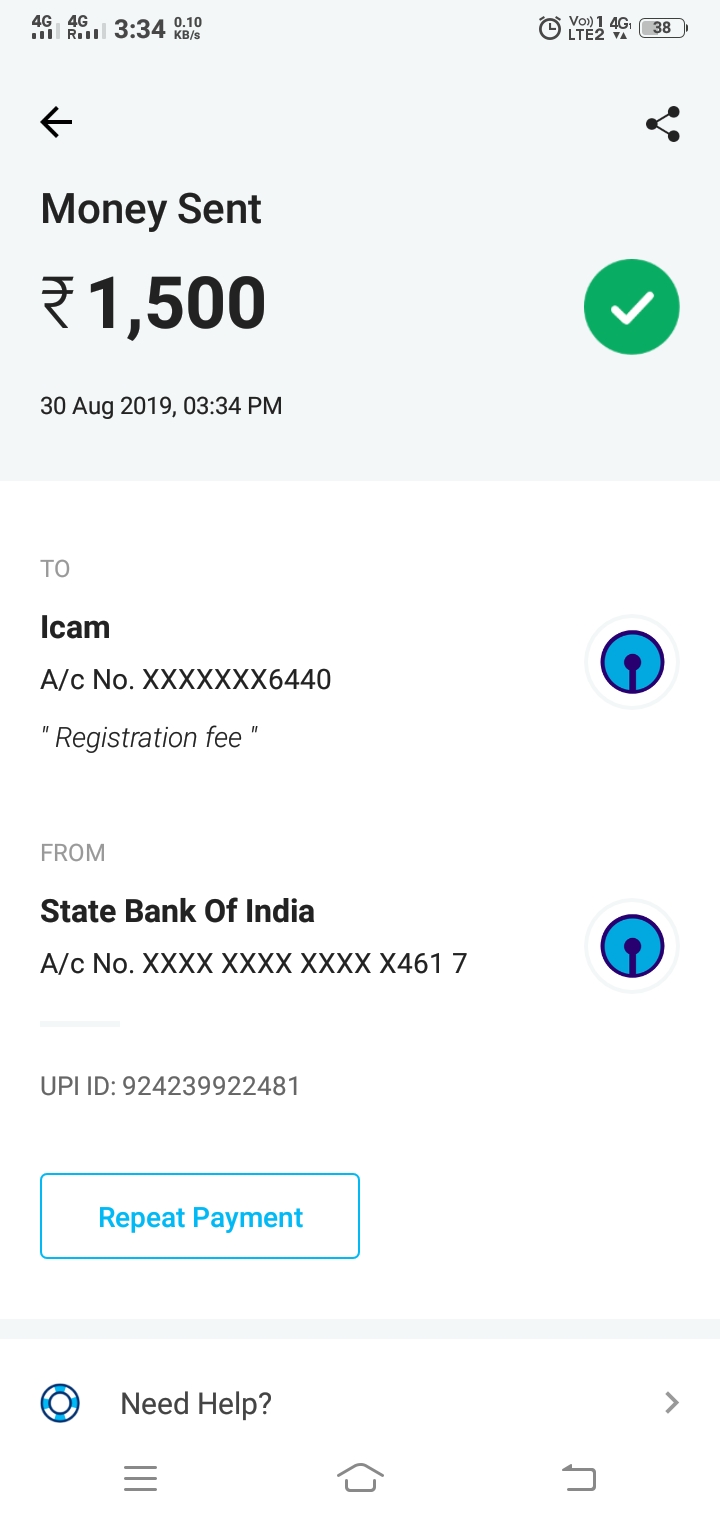 4G 4G R 3:34 0.10 KB/s Vo)) 1 LTE2 4G 38
Money Sent
₹ 1,500
30 Aug 2019, 03:34 PM
TO
Icam
A/c No. XXXXXXX6440
" Registration fee "
FROM
State Bank Of India
A/c No. XXXX XXXX XXXX X461 7
UPI ID: 924239922481
Repeat Payment
Need Help?